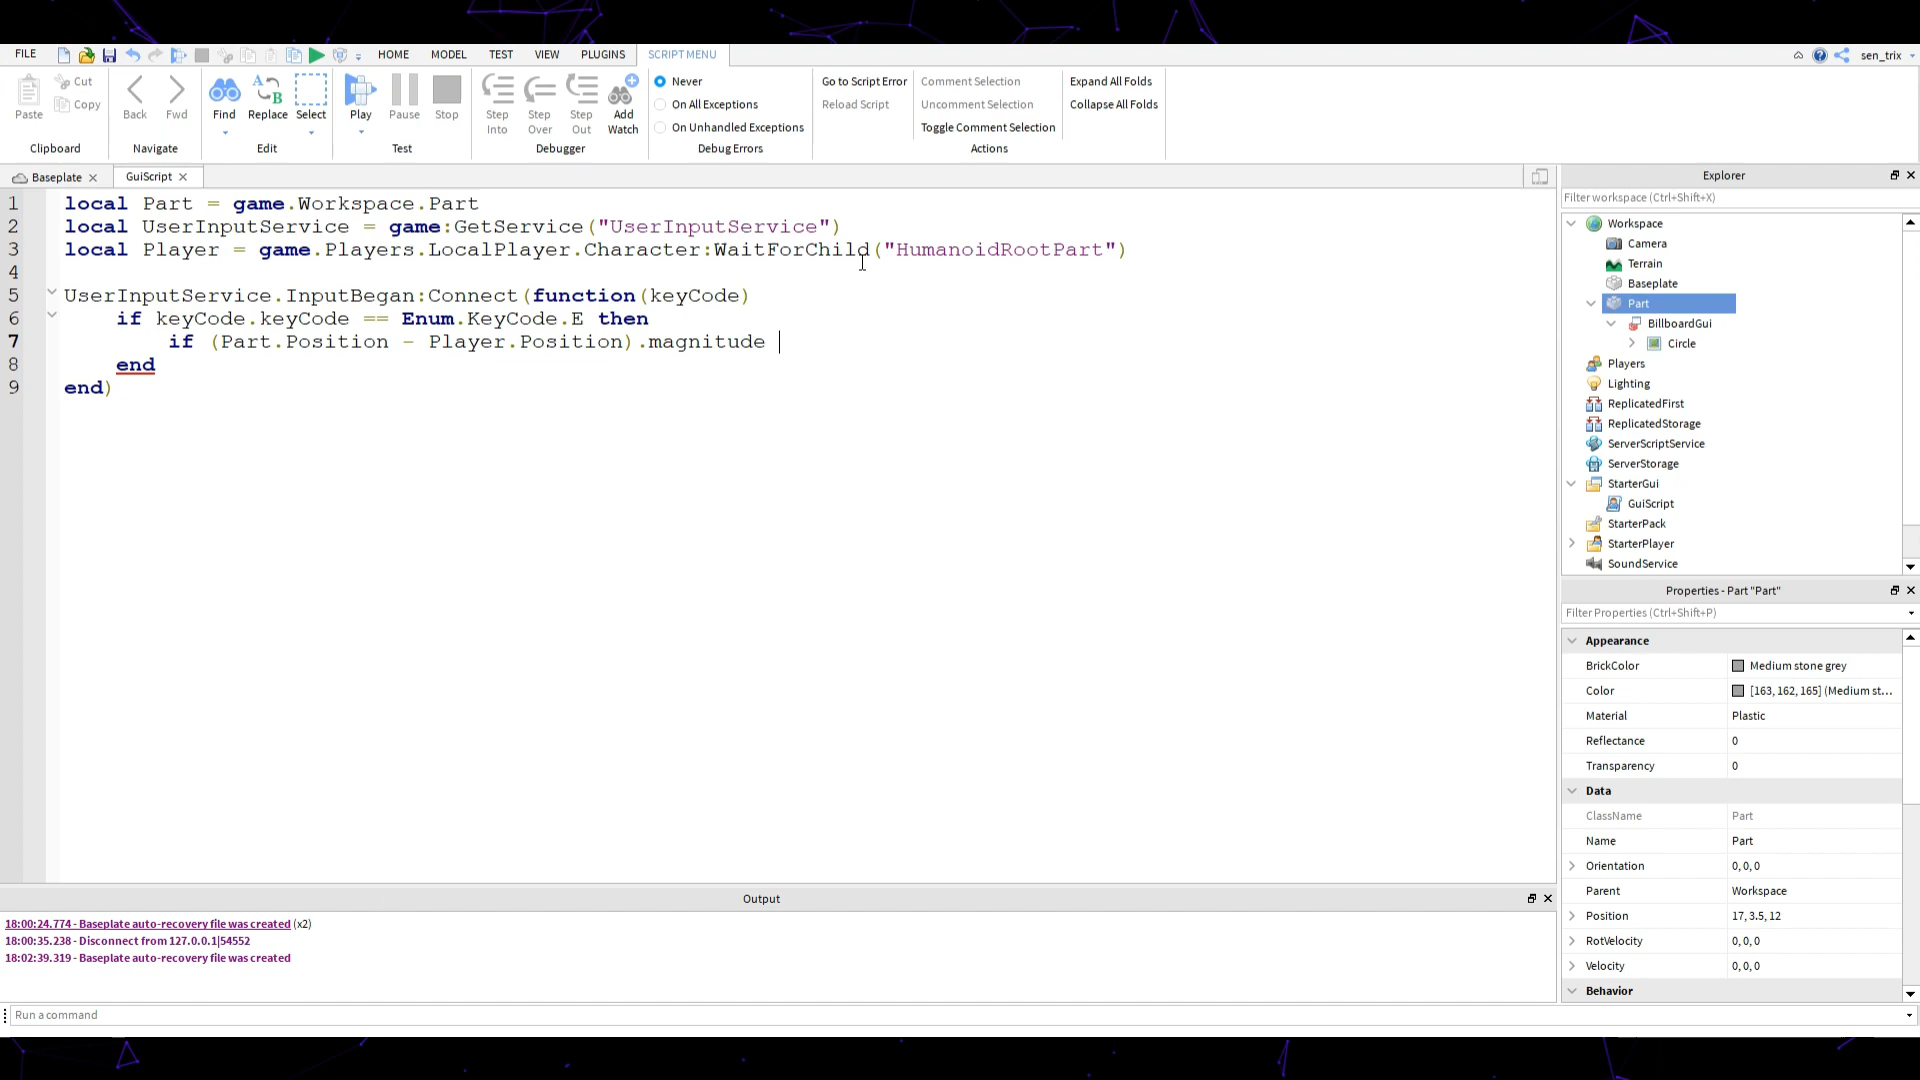 FILE HOME MODEL TEST VIEW PLUGINS SCRIPT MENU sen_trix
Paste Cut Copy Back Fwd Find Replace Select Play Pause Stop Step Into Step Over Step Out Add Watch
Never
On All Exceptions
On Unhandled Exceptions
Go to Script Error
Reload Script
Comment Selection
Uncomment Selection
Toggle Comment Selection
Expand All Folds
Collapse All Folds
Clipboard Navigate Edit Test Debugger Debug Errors Actions
Baseplate GuiScript
1 local Part = game.Workspace.Part
2 local UserInputService = game:GetService("UserInputService")
3 local Player = game.Players.LocalPlayer.Character:WaitForChild("HumanoidRootPart")
4
5 UserInputService.InputBegan:Connect(function(keyCode)
6 if keyCode.keyCode == Enum.KeyCode.E then
7 if (Part.Position - Player.Position).magnitude
8 end
9 end)
Explorer
Filter workspace (Ctrl+Shift+X)
Workspace
Camera
Terrain
Baseplate
Part
BillboardGui
Circle
Players
Lighting
ReplicatedFirst
ReplicatedStorage
ServerScriptService
ServerStorage
StarterGui
GuiScript
StarterPack
StarterPlayer
SoundService
Properties - Part "Part"
Filter Properties (Ctrl+Shift+P)
Appearance
BrickColor Medium stone grey
Color [163, 162, 165] (Medium st...
Material Plastic
Reflectance 0
Transparency 0
Data
ClassName Part
Name Part
Orientation 0, 0, 0
Parent Workspace
Position 17, 3.5, 12
RotVelocity 0, 0, 0
Velocity 0, 0, 0
Behavior
Output
18:00:24.774 - Baseplate auto-recovery file was created (x2)
18:00:35.238 - Disconnect from 127.0.0.1|54552
18:02:39.319 - Baseplate auto-recovery file was created
Run a command